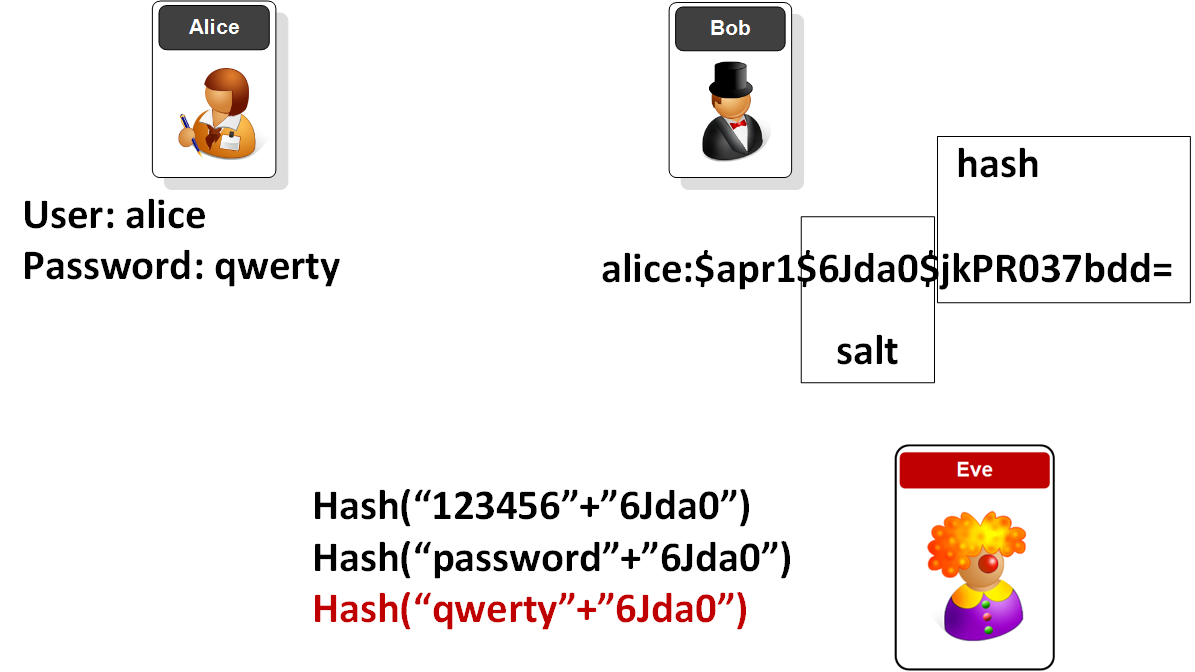 Alice
Bob
hash
User: alice
Password: qwerty
alice:$apr1$6Jda0$jkPR037bdd=
salt
Eve
Hash(“123456”+”6Jda0”)
Hash(“password”+”6Jda0”)
Hash(“qwerty”+”6Jda0”)